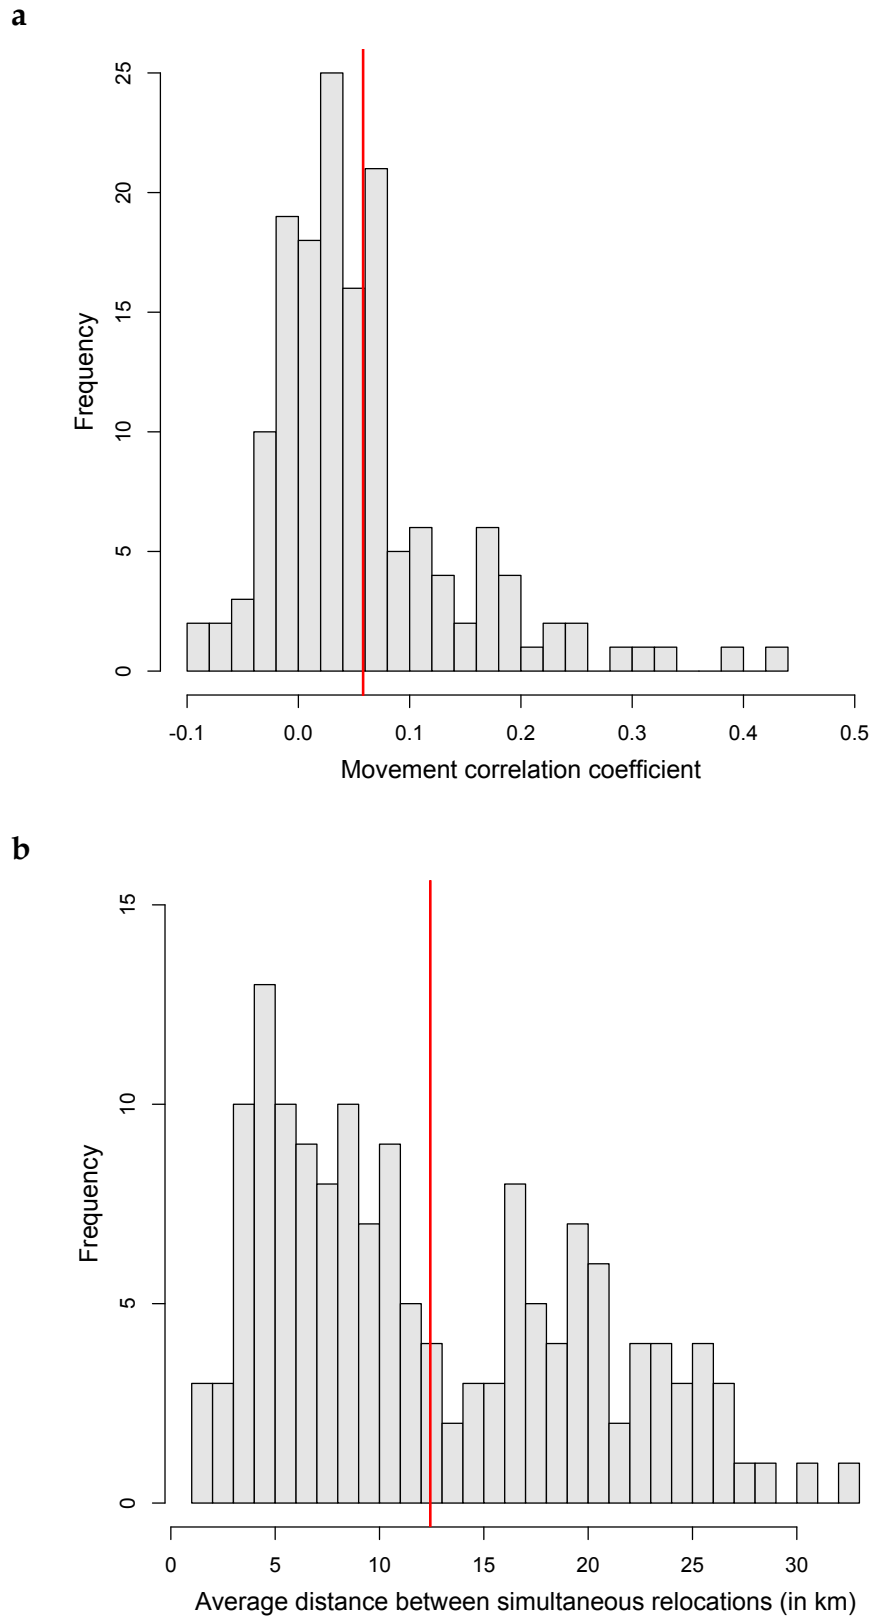 a
25
20
15
10
5
0
Frequency
-0.1 0.0 0.1 0.2 0.3 0.4 0.5
Movement correlation coefficient
b
15
10
5
0
Frequency
0 5 10 15 20 25 30
Average distance between simultaneous relocations (in km)